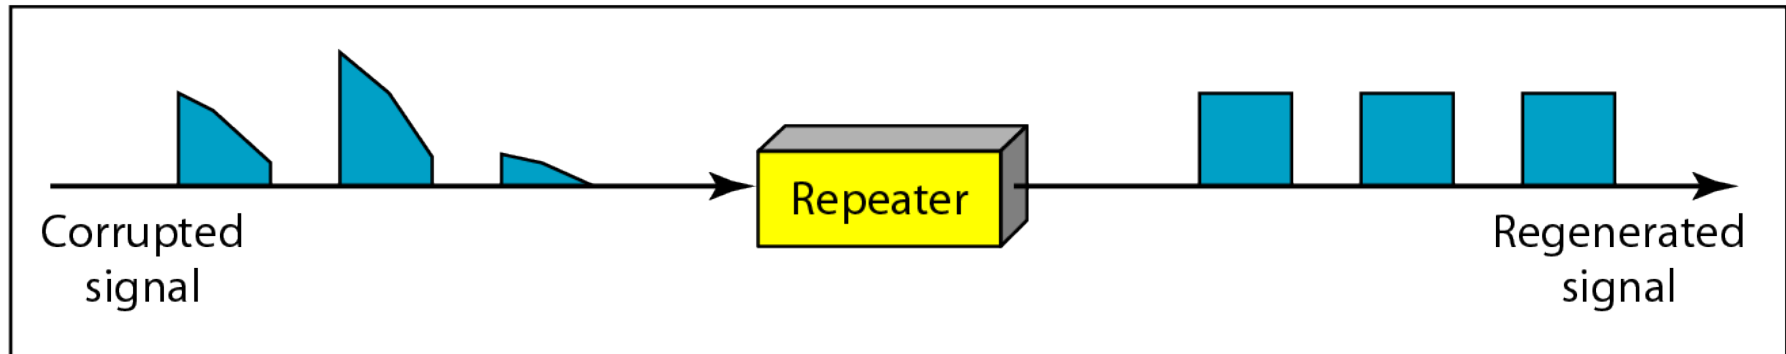 Repeater
Corrupted
signal
Regenerated
signal